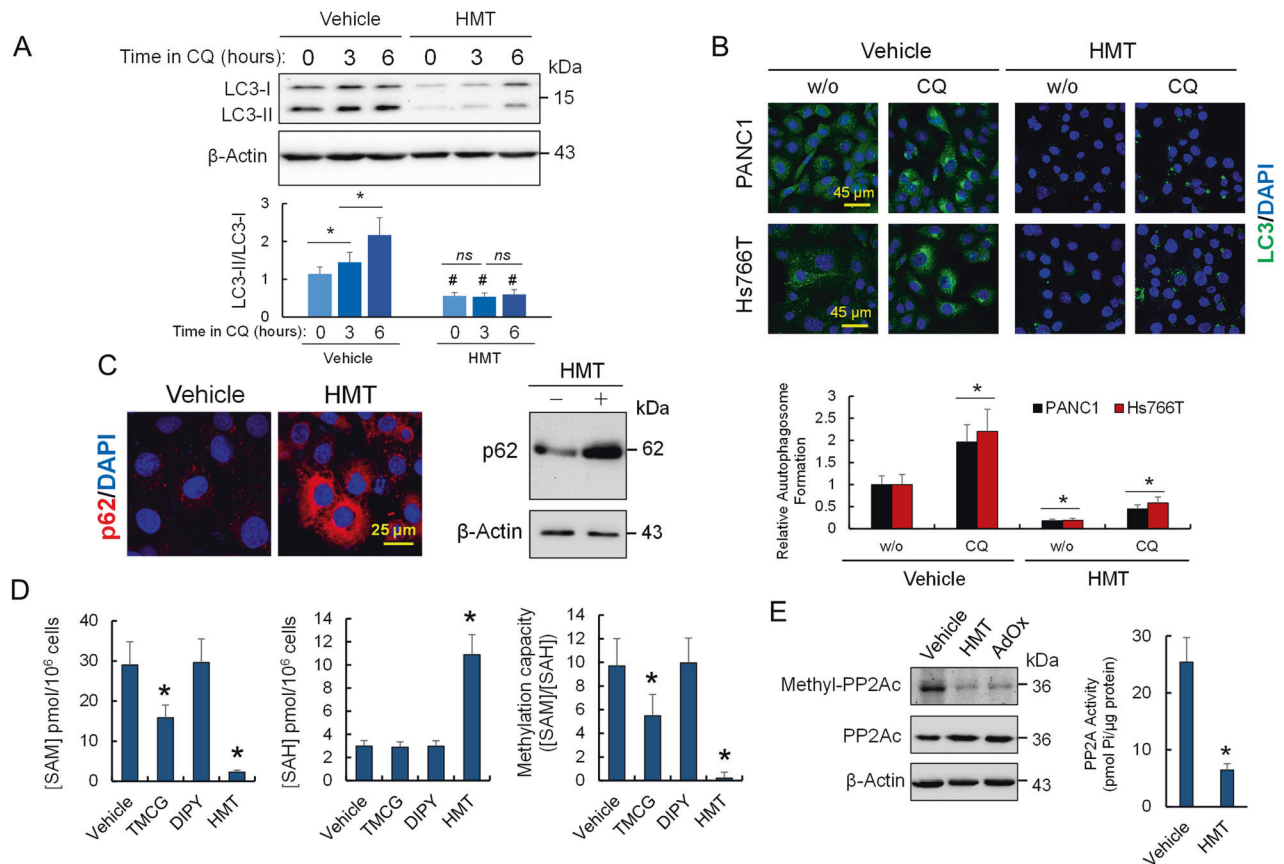 A
Vehicle
HMT
Time in CQ (hours):
0
3
6
0
3
6
kDa
LC3-I
15
LC3-II
β-Actin
43
LC3-II/LC3-I
3
2
1
0
*
*
ns
ns
#
#
#
Time in CQ (hours):
0
3
6
0
3
6
Vehicle
HMT
B
Vehicle
HMT
w/o
CQ
w/o
CQ
PANC1
45 µm
Hs766T
45 µm
LC3/DAPI
Relative Auutophagosome
Formation
3
2.5
2
1.5
1
0.5
0
PANC1
Hs766T
*
*
*
w/o
CQ
w/o
CQ
Vehicle
HMT
C
Vehicle
HMT
p62/DAPI
25 µm
HMT
−
+
kDa
p62
62
β-Actin
43
D
[SAM] pmol/10⁶ cells
40
30
20
10
0
*
*
Vehicle
TMCG
DIPY
HMT
[SAH] pmol/10⁶ cells
14
12
10
8
6
4
2
0
*
Vehicle
TMCG
DIPY
HMT
Methylation capacity
([SAM]/[SAH])
14
12
10
8
6
4
2
0
*
*
Vehicle
TMCG
DIPY
HMT
E
Vehicle
HMT
AdOx
kDa
Methyl-PP2Ac
36
PP2Ac
36
β-Actin
43
PP2A Activity
(pmol Pi/µg protein)
30
20
10
0
*
Vehicle
HMT